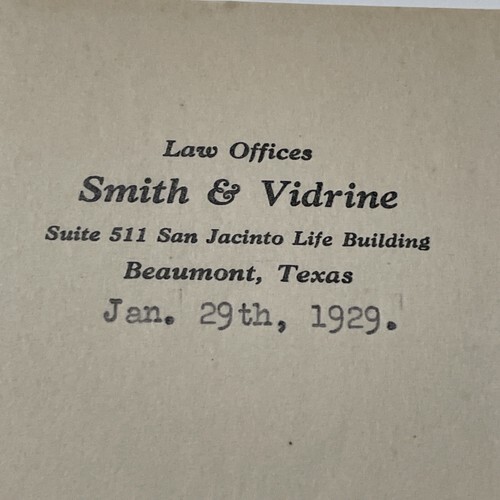 Law Offices
Smith & Vidrine
Suite 511 San Jacinto Life Building
Beaumont, Texas
Jan. 29th, 1929.